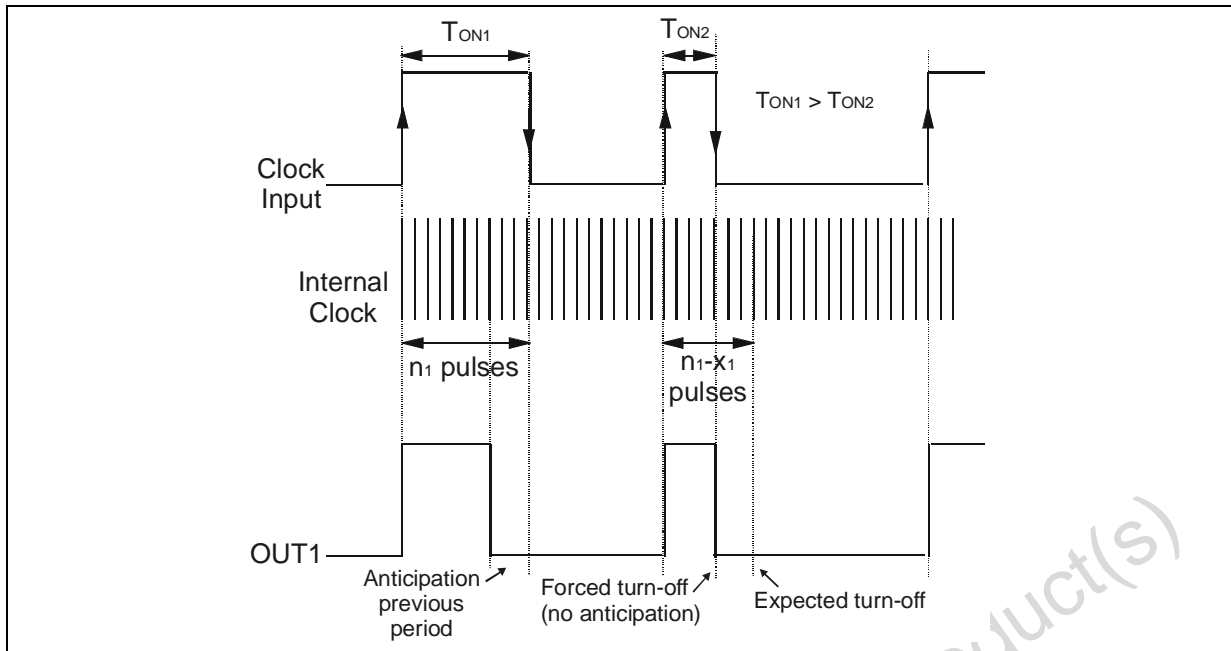 TON1
TON2
TON1 > TON2
Clock
Input
Internal
Clock
n1 pulses
n1-x1
pulses
OUT1
Anticipation
previous
period
Forced turn-off
(no anticipation)
Expected turn-off